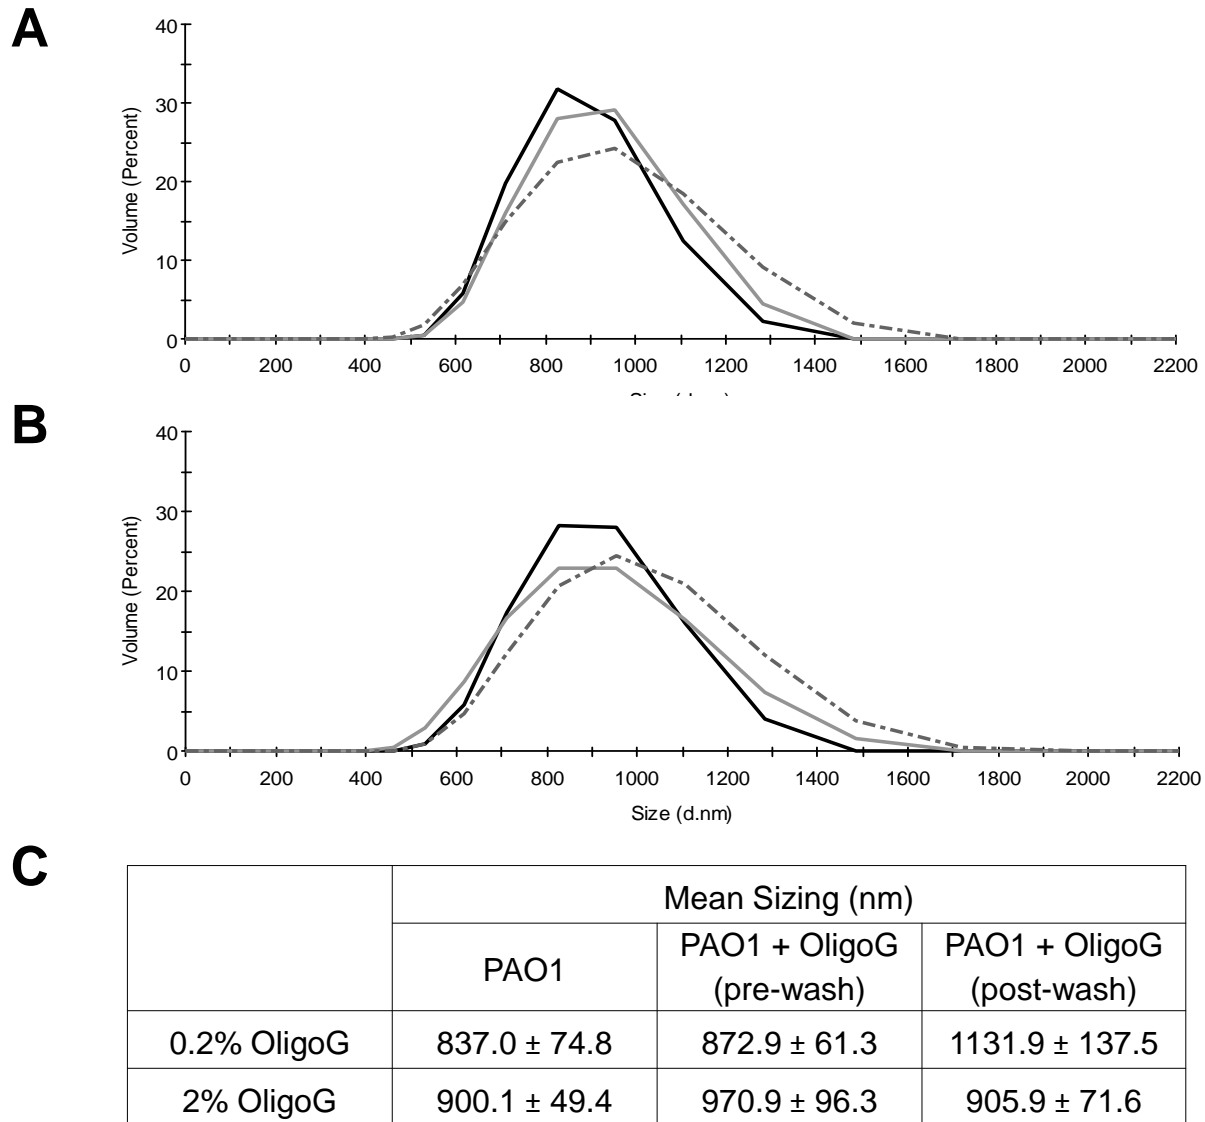 A
40
30
20
10
0
Volume (Percent)
0 200 400 600 800 1000 1200 1400 1600 1800 2000 2200
B
40
30
20
10
0
Volume (Percent)
0 200 400 600 800 1000 1200 1400 1600 1800 2000 2200
Size (d.nm)
C
Mean Sizing (nm)
PAO1
PAO1 + OligoG
(pre-wash)
PAO1 + OligoG
(post-wash)
0.2% OligoG 837.0 ± 74.8 872.9 ± 61.3 1131.9 ± 137.5
2% OligoG 900.1 ± 49.4 970.9 ± 96.3 905.9 ± 71.6